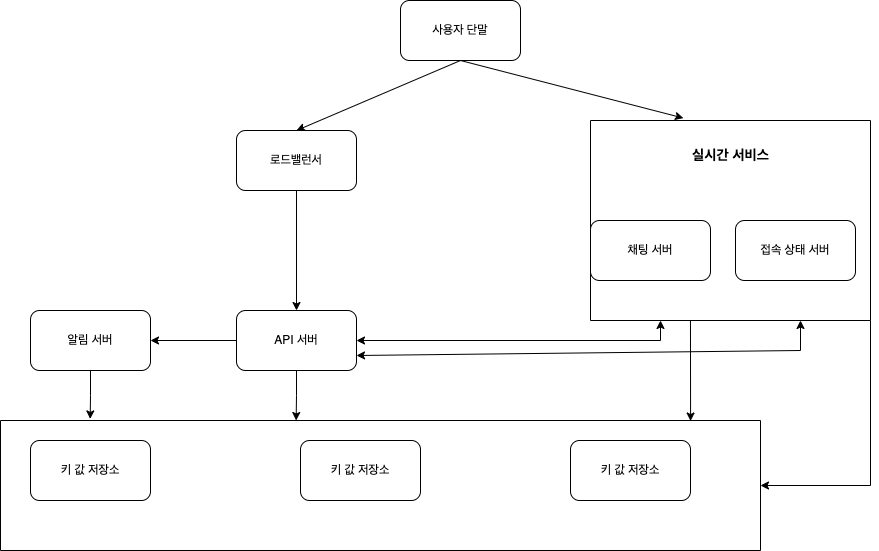 사용자 단말
로드밸런서
실시간 서비스
채팅 서버
접속 상태 서버
알림 서버
API 서버
키 값 저장소
키 값 저장소
키 값 저장소